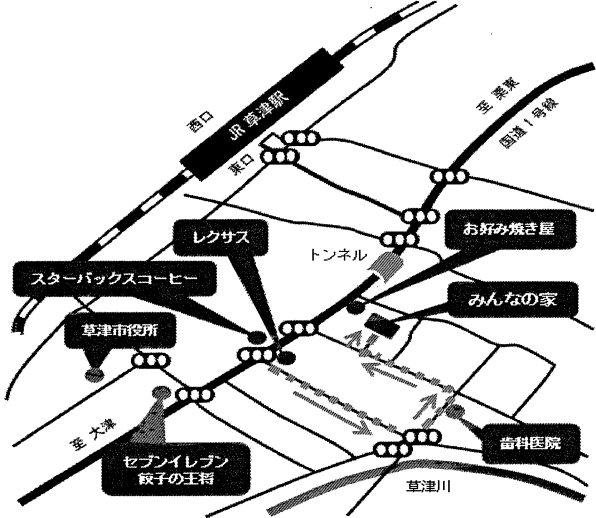 西口
JR 草津駅
東口
至 栗東
国道1号線
レクサス
お好み焼き屋
トンネル
スターバックスコーヒー
みんなの家
草津市役所
至 大津
セブンイレブン
餃子の王将
歯科医院
草津川